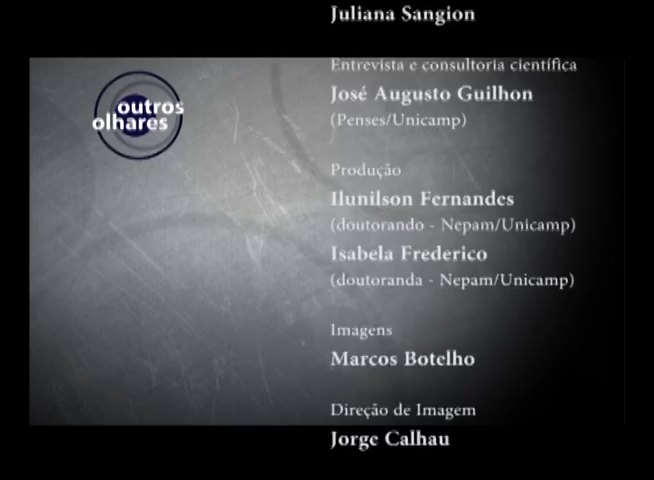 Juliana Sangion
Entrevista e consultoria científica
José Augusto Guilhon
(Penses/Unicamp)
Produção
Ilunilson Fernandes
(doutorando - Nepam/Unicamp)
Isabela Frederico
(doutoranda - Nepam/Unicamp)
Imagens
Marcos Botelho
Direção de Imagem
Jorge Calhau
outros
olhares